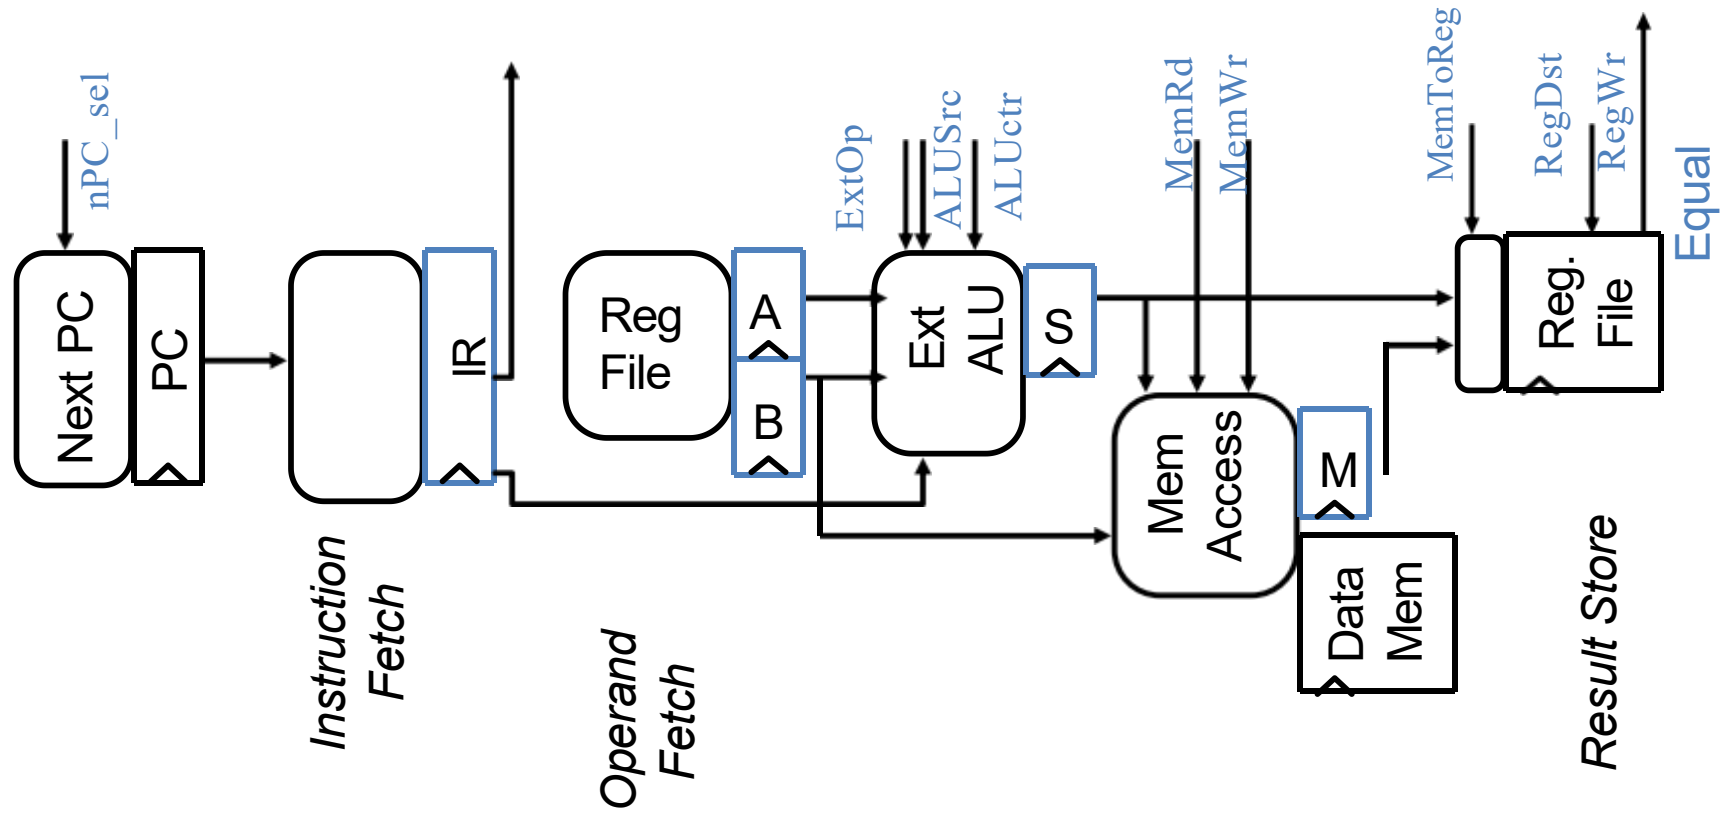 nPC_sel
Next PC
PC
Instruction
Fetch
IR
Operand
Fetch
Reg
File
A
B
ExtOp
ALUSrc
ALUctr
Ext
ALU
S
MemRd
MemWr
Mem
Access
M
Data
Mem
MemToReg
RegDst
RegWr
Equal
Reg.
File
Result Store